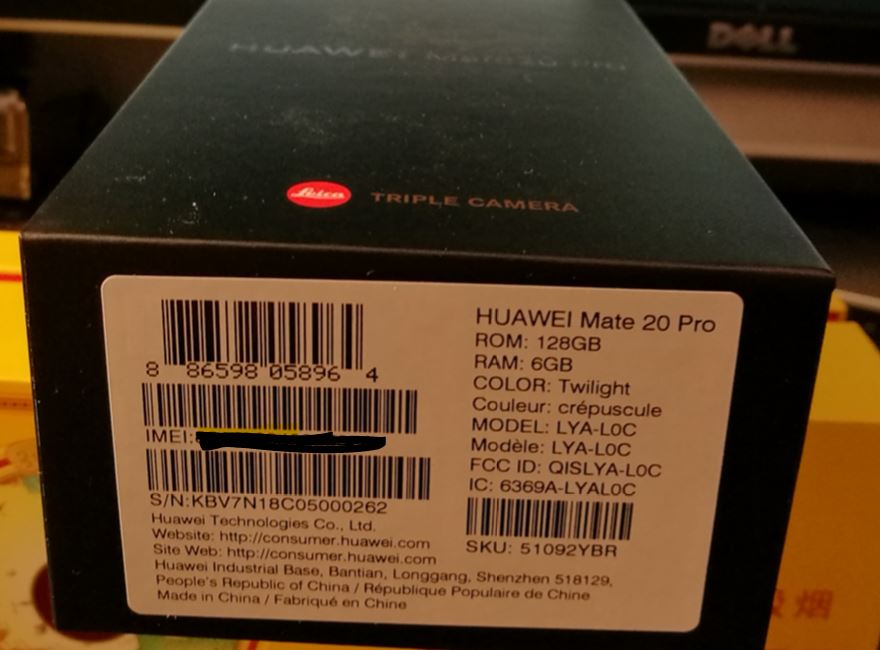 DELL
HUAWEI Mate 20 Pro
Leica TRIPLE CAMERA
8 86598 05896 4
IMEI:
S/N:KBV7N18C05000262
Huawei Technologies Co., Ltd.
Website: http://consumer.huawei.com
Site Web: http://consumer.huawei.com
Huawei Industrial Base, Bantian, Longgang, Shenzhen 518129,
People's Republic of China / République Populaire de Chine
Made in China / Fabriqué en Chine
HUAWEI Mate 20 Pro
ROM: 128GB
RAM: 6GB
COLOR: Twilight
Couleur: crépuscule
MODEL: LYA-L0C
Modèle: LYA-L0C
FCC ID: QISLYA-L0C
IC: 6369A-LYAL0C
SKU: 51092YBR
烟